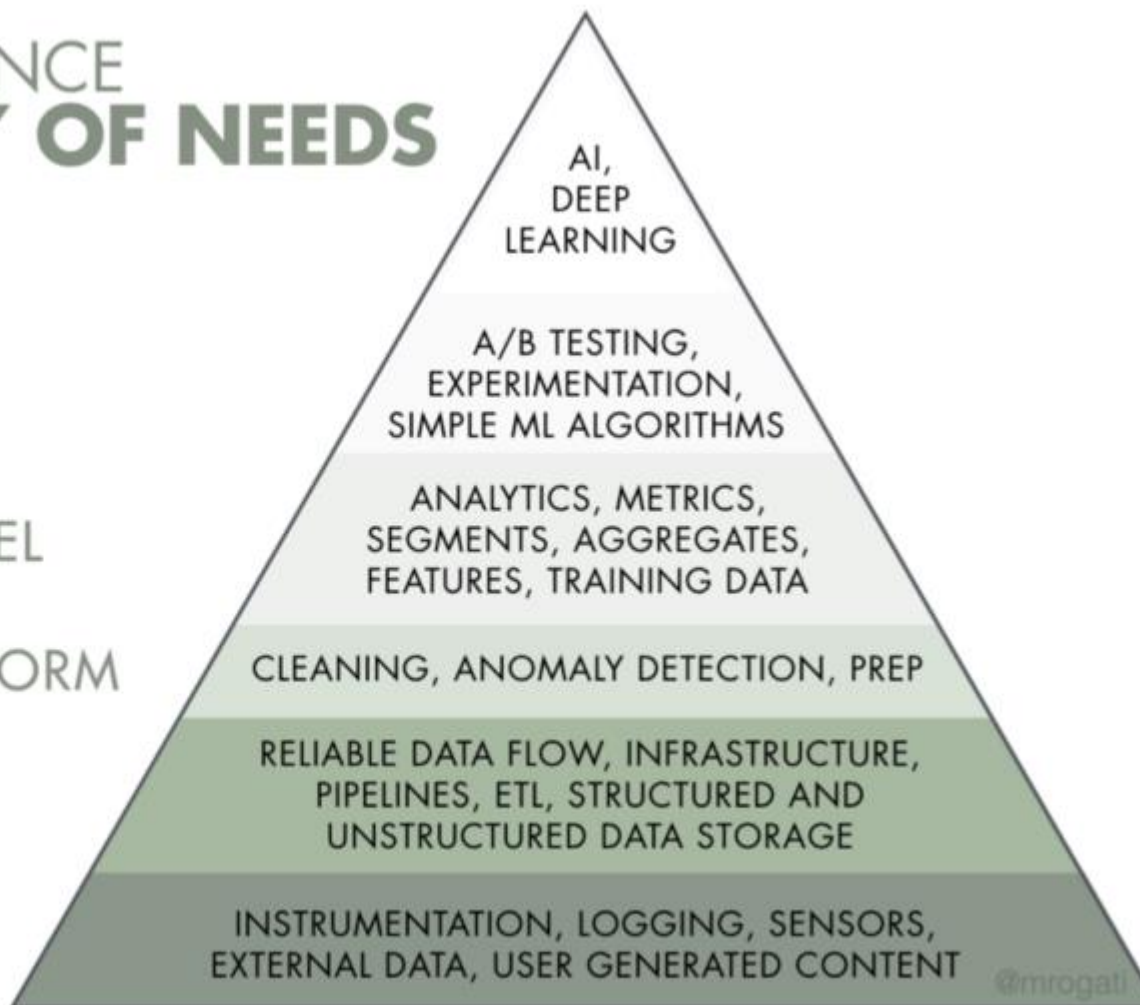 NCE
Y OF NEEDS
AI,
DEEP
LEARNING
A/B TESTING,
EXPERIMENTATION,
SIMPLE ML ALGORITHMS
EL
ANALYTICS, METRICS,
SEGMENTS, AGGREGATES,
FEATURES, TRAINING DATA
ORM
CLEANING, ANOMALY DETECTION, PREP
RELIABLE DATA FLOW, INFRASTRUCTURE,
PIPELINES, ETL, STRUCTURED AND
UNSTRUCTURED DATA STORAGE
INSTRUMENTATION, LOGGING, SENSORS,
EXTERNAL DATA, USER GENERATED CONTENT
@mrogati